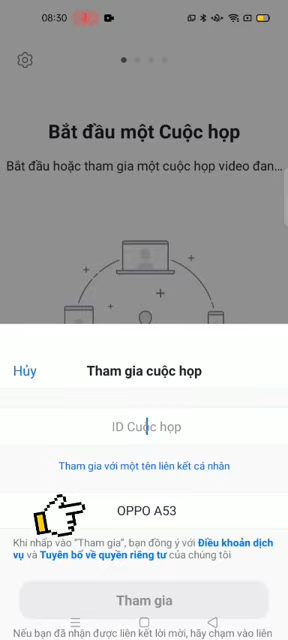 08:30
Bắt đầu một Cuộc họp
Bắt đầu hoặc tham gia một cuộc họp video đan...
Hủy
Tham gia cuộc họp
ID Cuộc họp
Tham gia với một tên liên kết cá nhân
OPPO A53
Khi nhấp vào "Tham gia", bạn đồng ý với Điều khoản dịch
vụ và Tuyên bố về quyền riêng tư của chúng tôi
Tham gia
Nếu bạn đã nhận được liên kết lời mời, hãy chạm vào liên